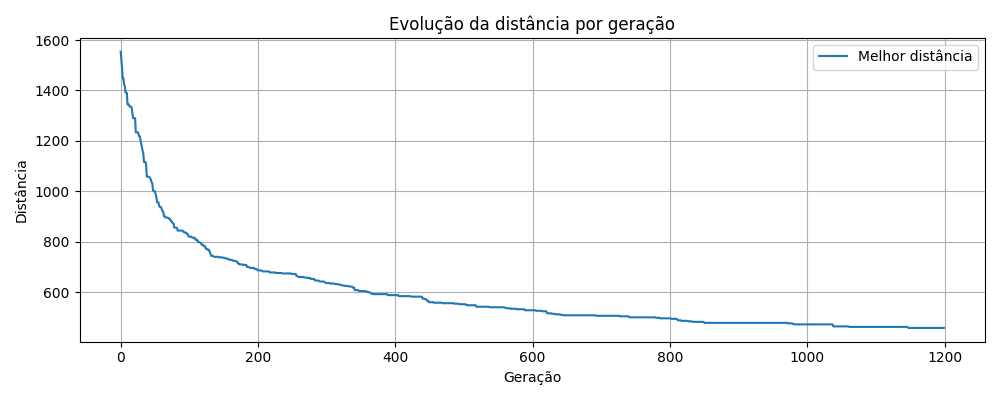 Evolução da distância por geração
Melhor distância
Distância
1600
1400
1200
1000
800
600
0 200 400 600 800 1000 1200
Geração